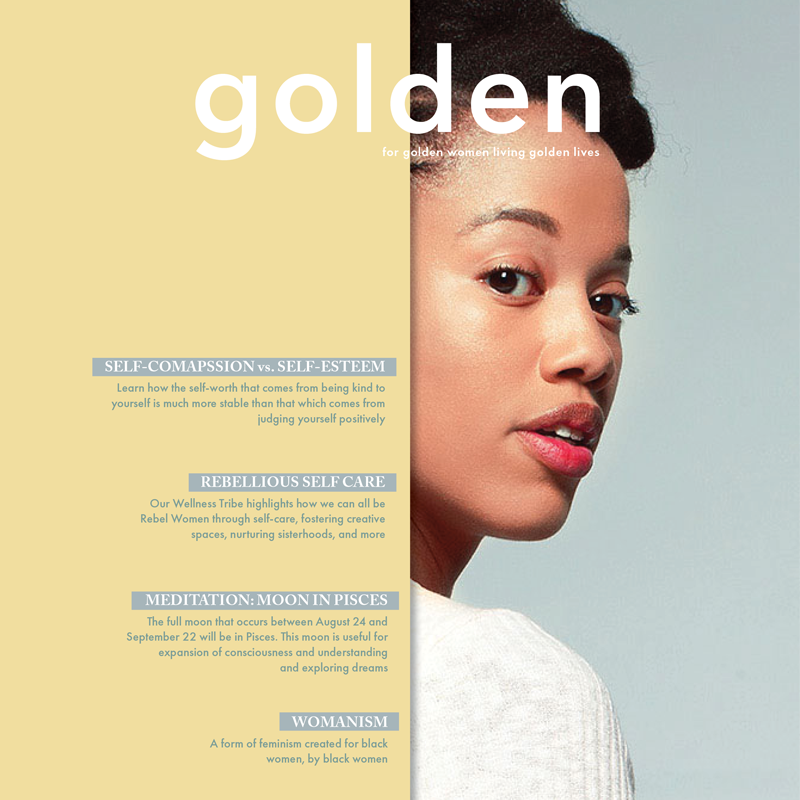 golden
for golden women living golden lives
SELF-COMAPSSION vs. SELF-ESTEEM
Learn how the self-worth that comes from being kind to
yourself is much more stable than that which comes from
judging yourself positively
REBELLIOUS SELF CARE
Our Wellness Tribe highlights how we can all be
Rebel Women through self-care, fostering creative
spaces, nurturing sisterhoods, and more
MEDITATION: MOON IN PISCES
The full moon that occurs between August 24 and
September 22 will be in Pisces. This moon is useful for
expansion of consciousness and understanding
and exploring dreams
WOMANISM
A form of feminism created for black
women, by black women